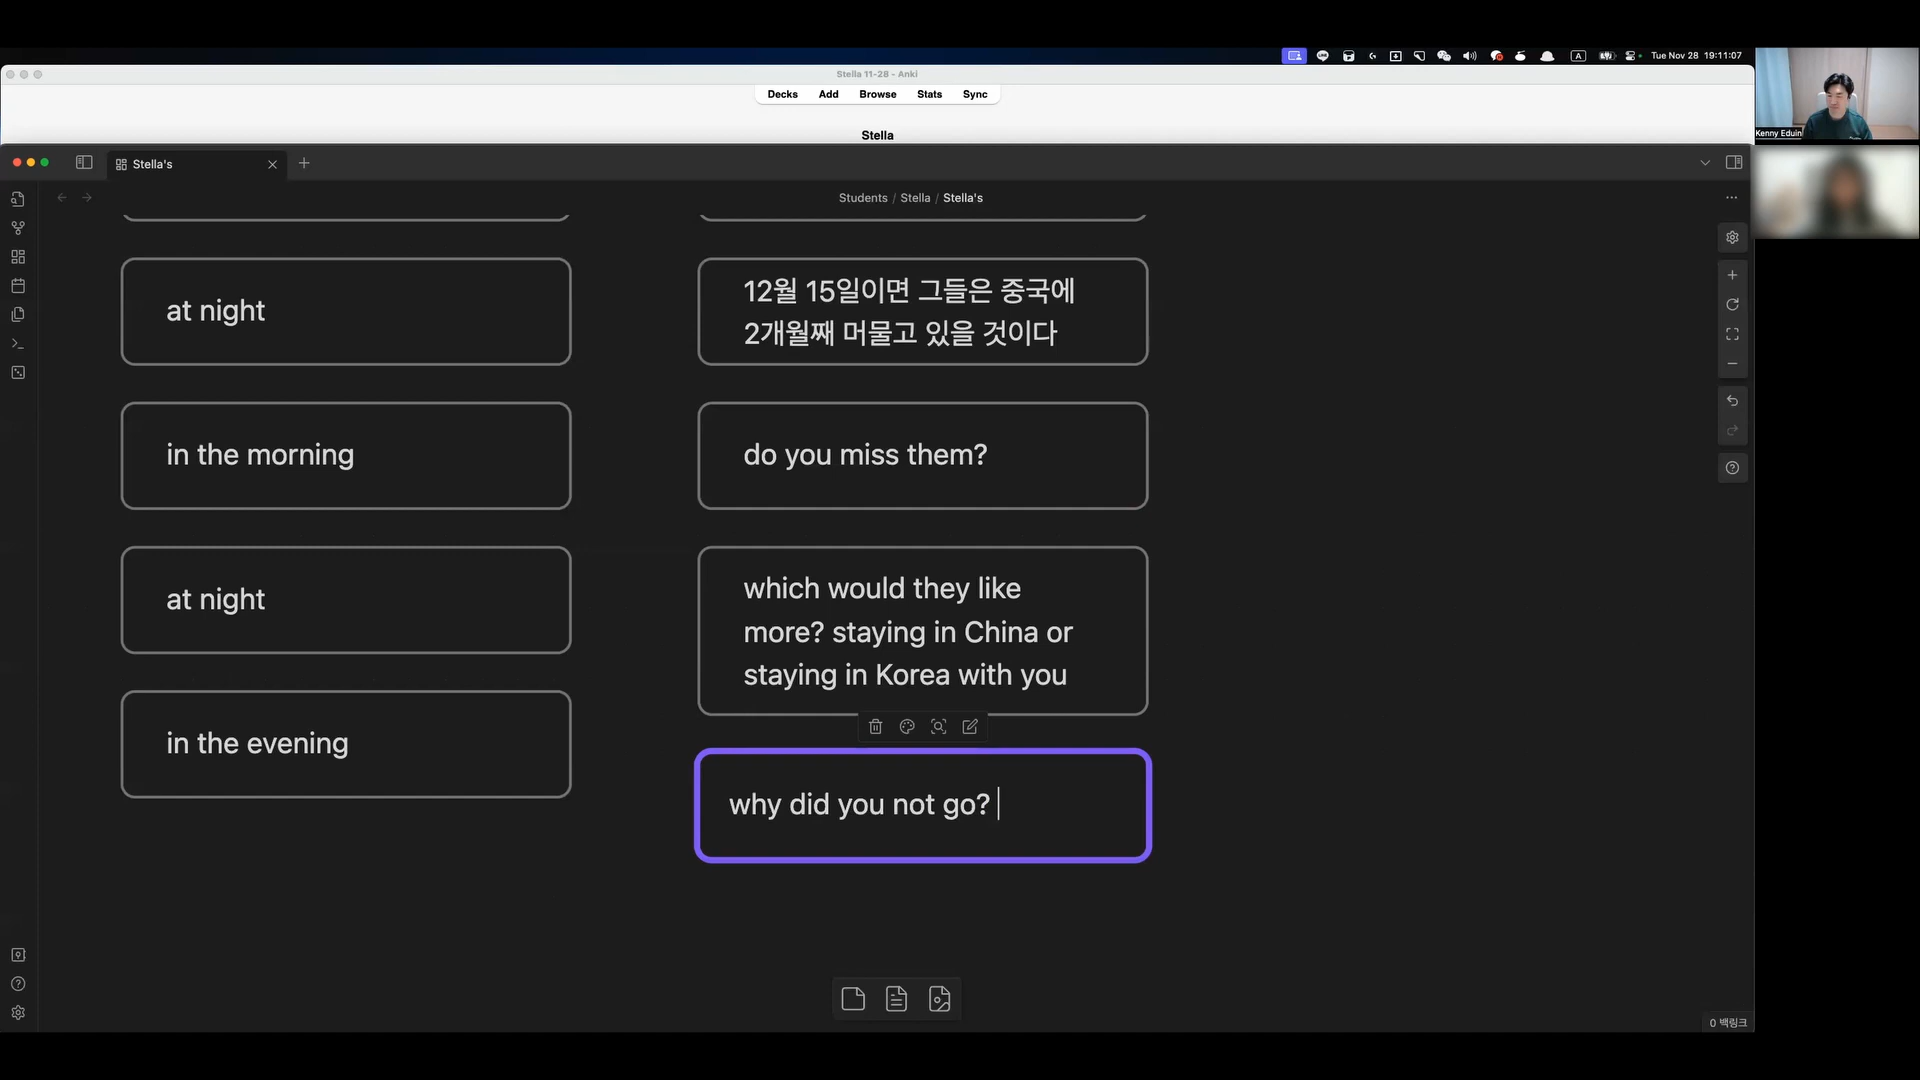 Tue Nov 28 19:11:07
Stella 11-28 - Anki
Decks Add Browse Stats Sync
Stella
Kenny Eduin
Stella's
Students / Stella / Stella's
at night
12월 15일이면 그들은 중국에
2개월째 머물고 있을 것이다
in the morning
do you miss them?
at night
which would they like
more? staying in China or
staying in Korea with you
in the evening
why did you not go?
0 백링크